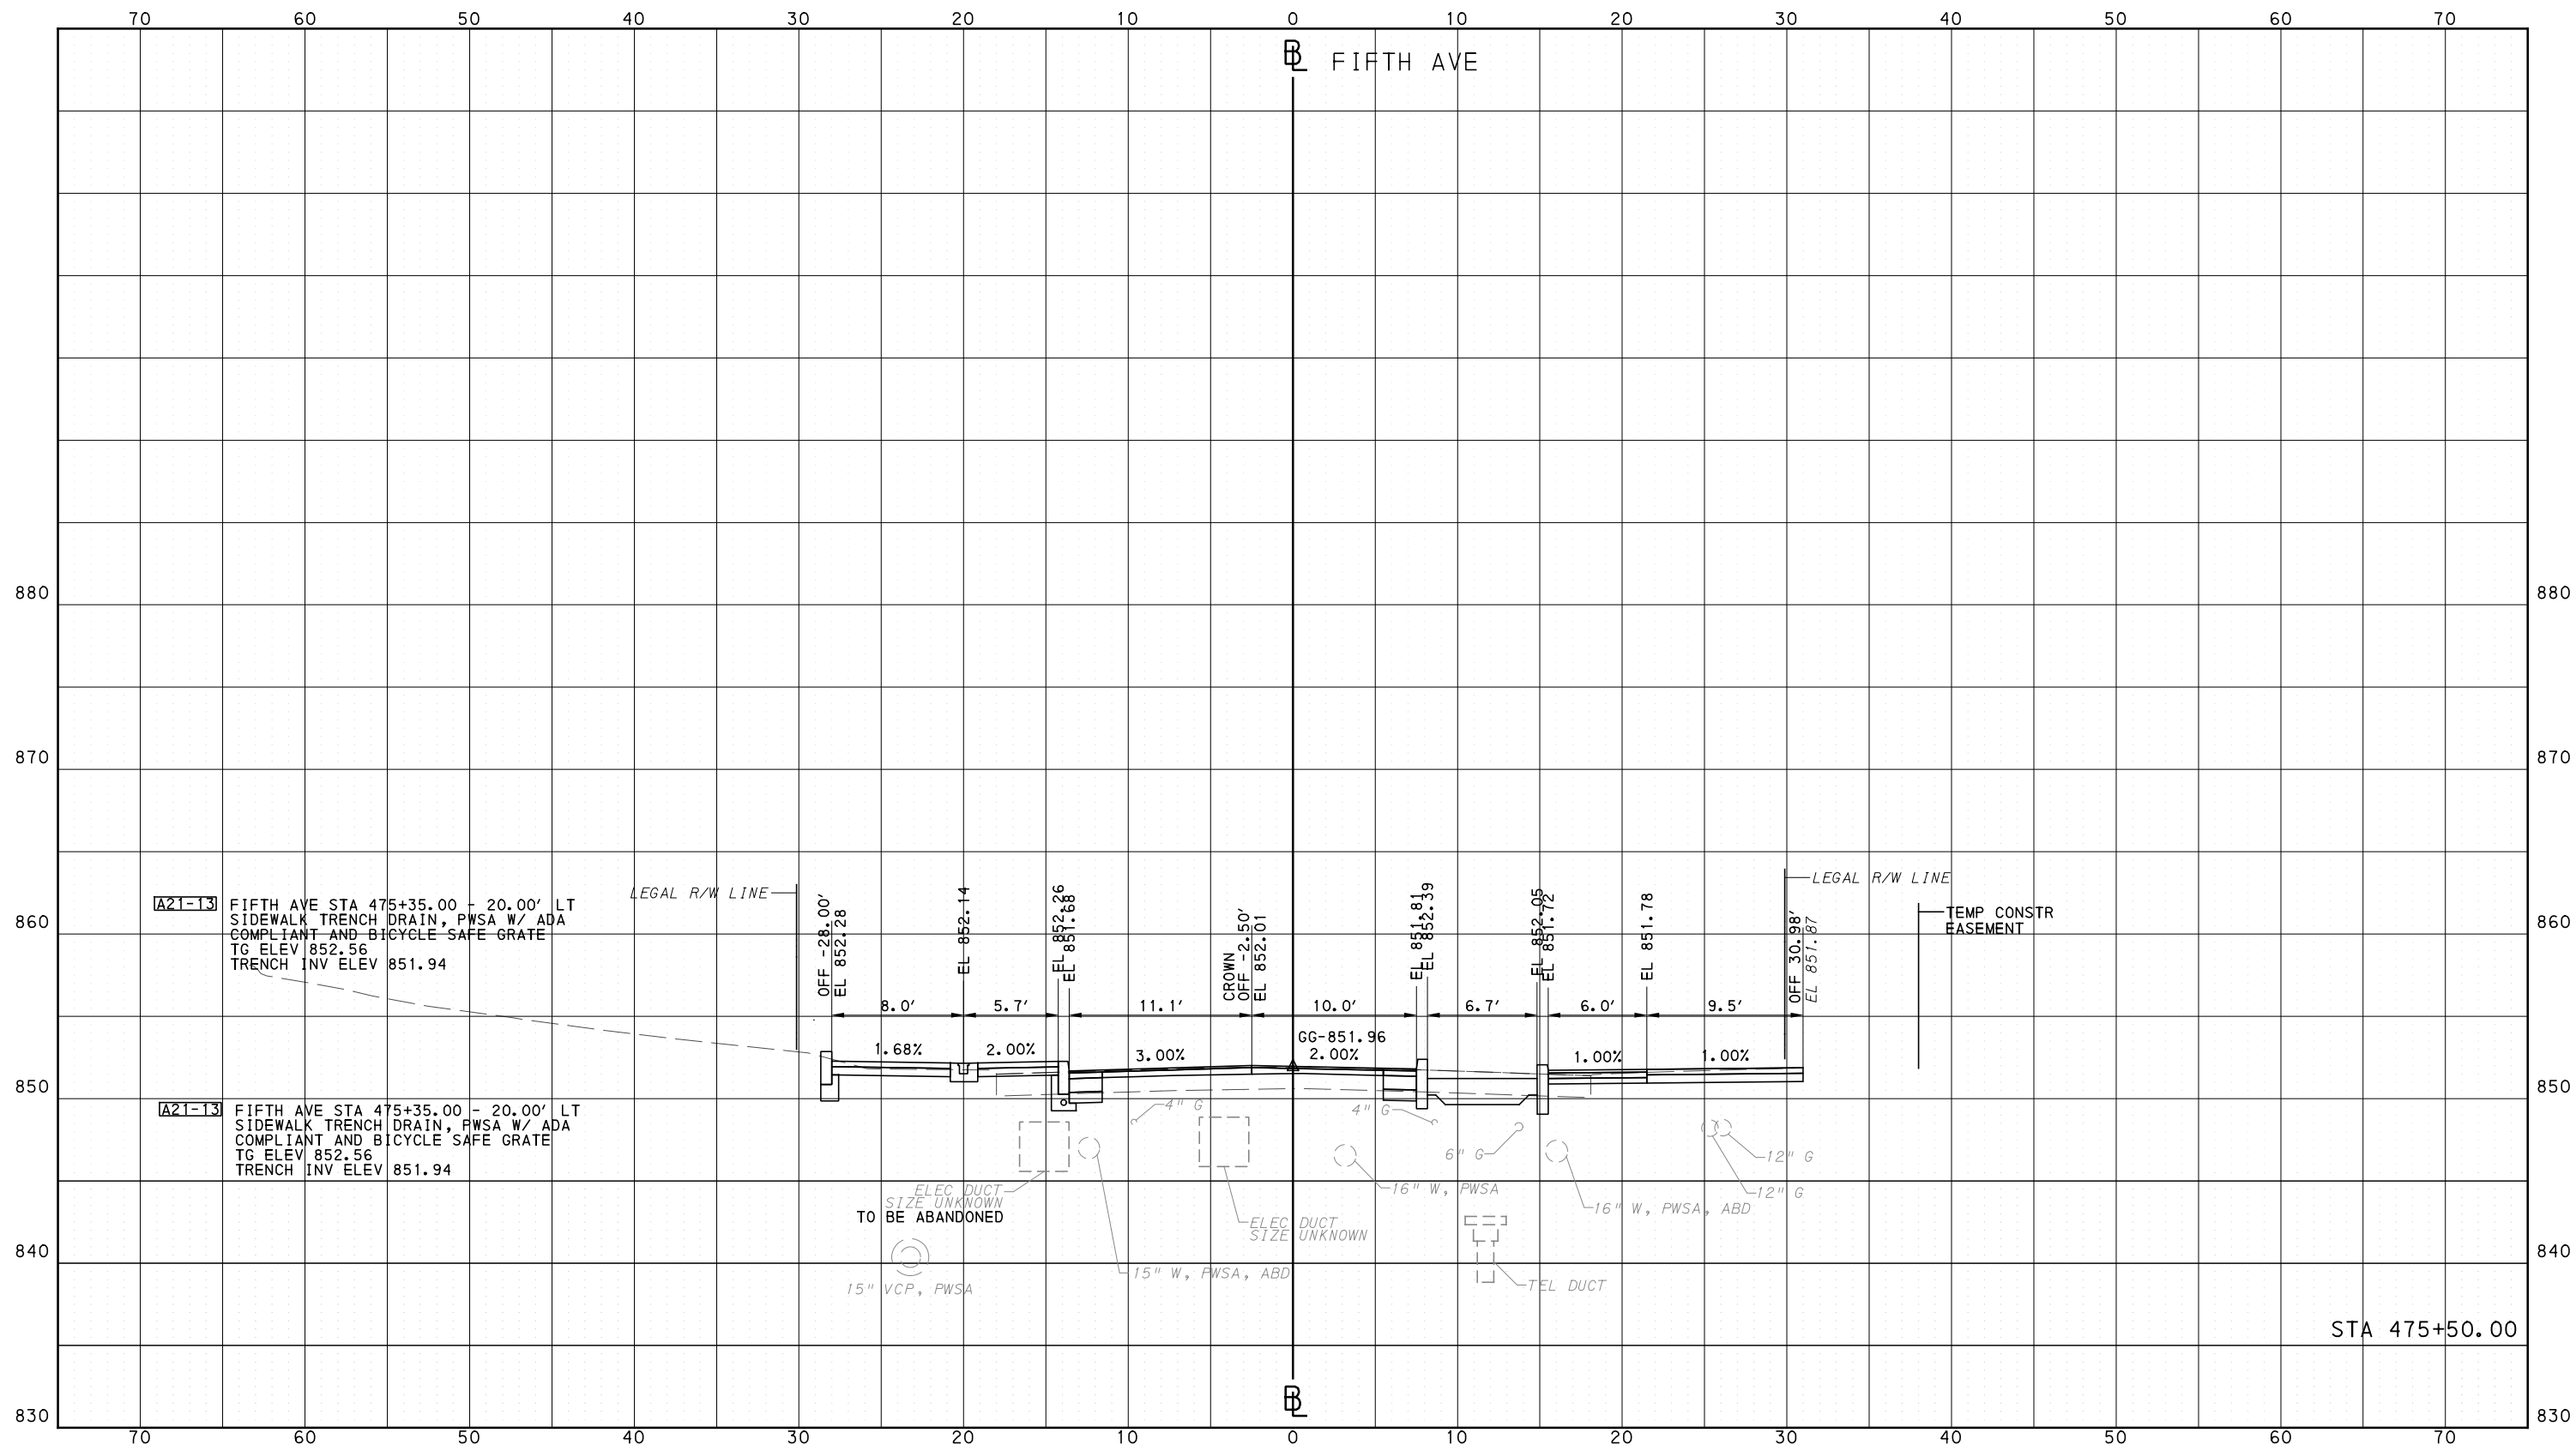 70 60 50 40 30 20 10 0 10 20 30 40 50 60 70
BL FIFTH AVE
880 880
870 870
860 860
850 850
840 840
830 830
A21-13 FIFTH AVE STA 475+35.00 - 20.00' LT
SIDEWALK TRENCH DRAIN, PWSA W/ ADA
COMPLIANT AND BICYCLE SAFE GRATE
TG ELEV 852.56
TRENCH INV ELEV 851.94
LEGAL R/W LINE
OFF -28.00'
EL 852.28
EL 852.14
EL 852.26
EL 851.68
CROWN
OFF -2.50'
EL 852.01
EL 851.81
EL 852.39
EL 852.05
EL 851.72
EL 851.78
OFF 30.98'
EL 851.87
LEGAL R/W LINE
TEMP CONSTR
EASEMENT
8.0' 5.7' 11.1' 10.0' 6.7' 6.0' 9.5'
GG-851.96
1.68% 2.00% 3.00% 2.00% 1.00% 1.00%
A21-13 FIFTH AVE STA 475+35.00 - 20.00' LT
SIDEWALK TRENCH DRAIN, PWSA W/ ADA
COMPLIANT AND BICYCLE SAFE GRATE
TG ELEV 852.56
TRENCH INV ELEV 851.94
4" G
4" G
6" G
12" G
12" G
16" W, PWSA
16" W, PWSA, ABD
ELEC DUCT
SIZE UNKNOWN
TO BE ABANDONED
ELEC DUCT
SIZE UNKNOWN
15" W, PWSA, ABD
15" VCP, PWSA
TEL DUCT
STA 475+50.00
BL
70 60 50 40 30 20 10 0 10 20 30 40 50 60 70